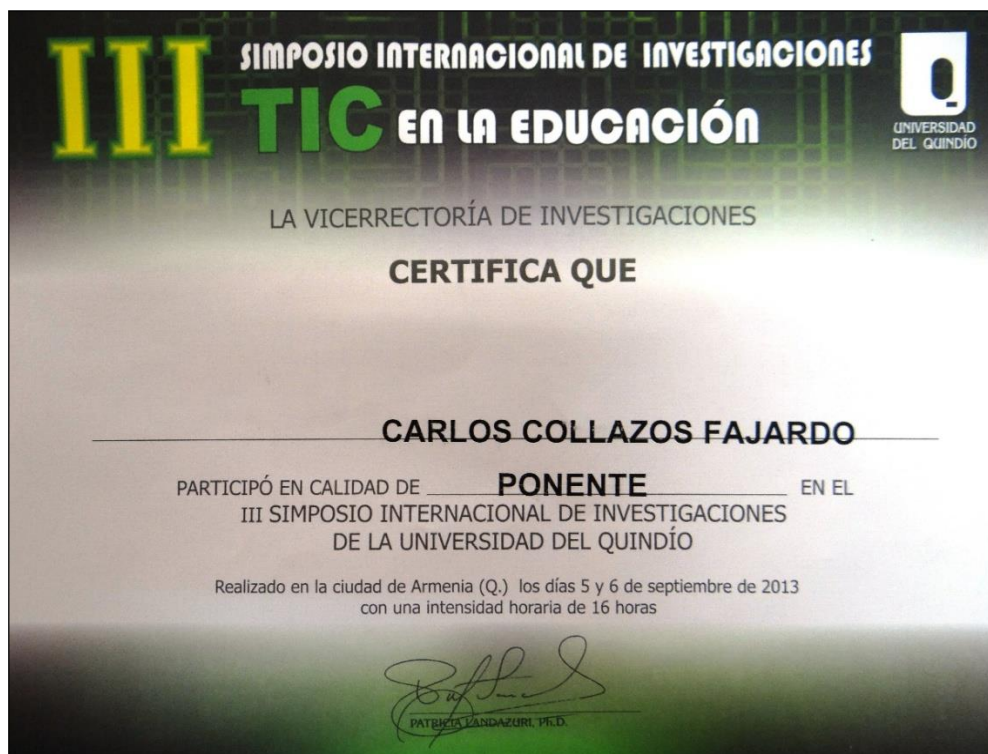 III
SIMPOSIO INTERNACIONAL DE INVESTIGACIONES
TIC EN LA EDUCACIÓN
UNIVERSIDAD
DEL QUINDÍO
LA VICERRECTORÍA DE INVESTIGACIONES
CERTIFICA QUE
CARLOS COLLAZOS FAJARDO
PARTICIPÓ EN CALIDAD DE PONENTE EN EL
III SIMPOSIO INTERNACIONAL DE INVESTIGACIONES
DE LA UNIVERSIDAD DEL QUINDÍO
Realizado en la ciudad de Armenia (Q.) los días 5 y 6 de septiembre de 2013
con una intensidad horaria de 16 horas
PATRICIA LANDAZURI, Ph.D.